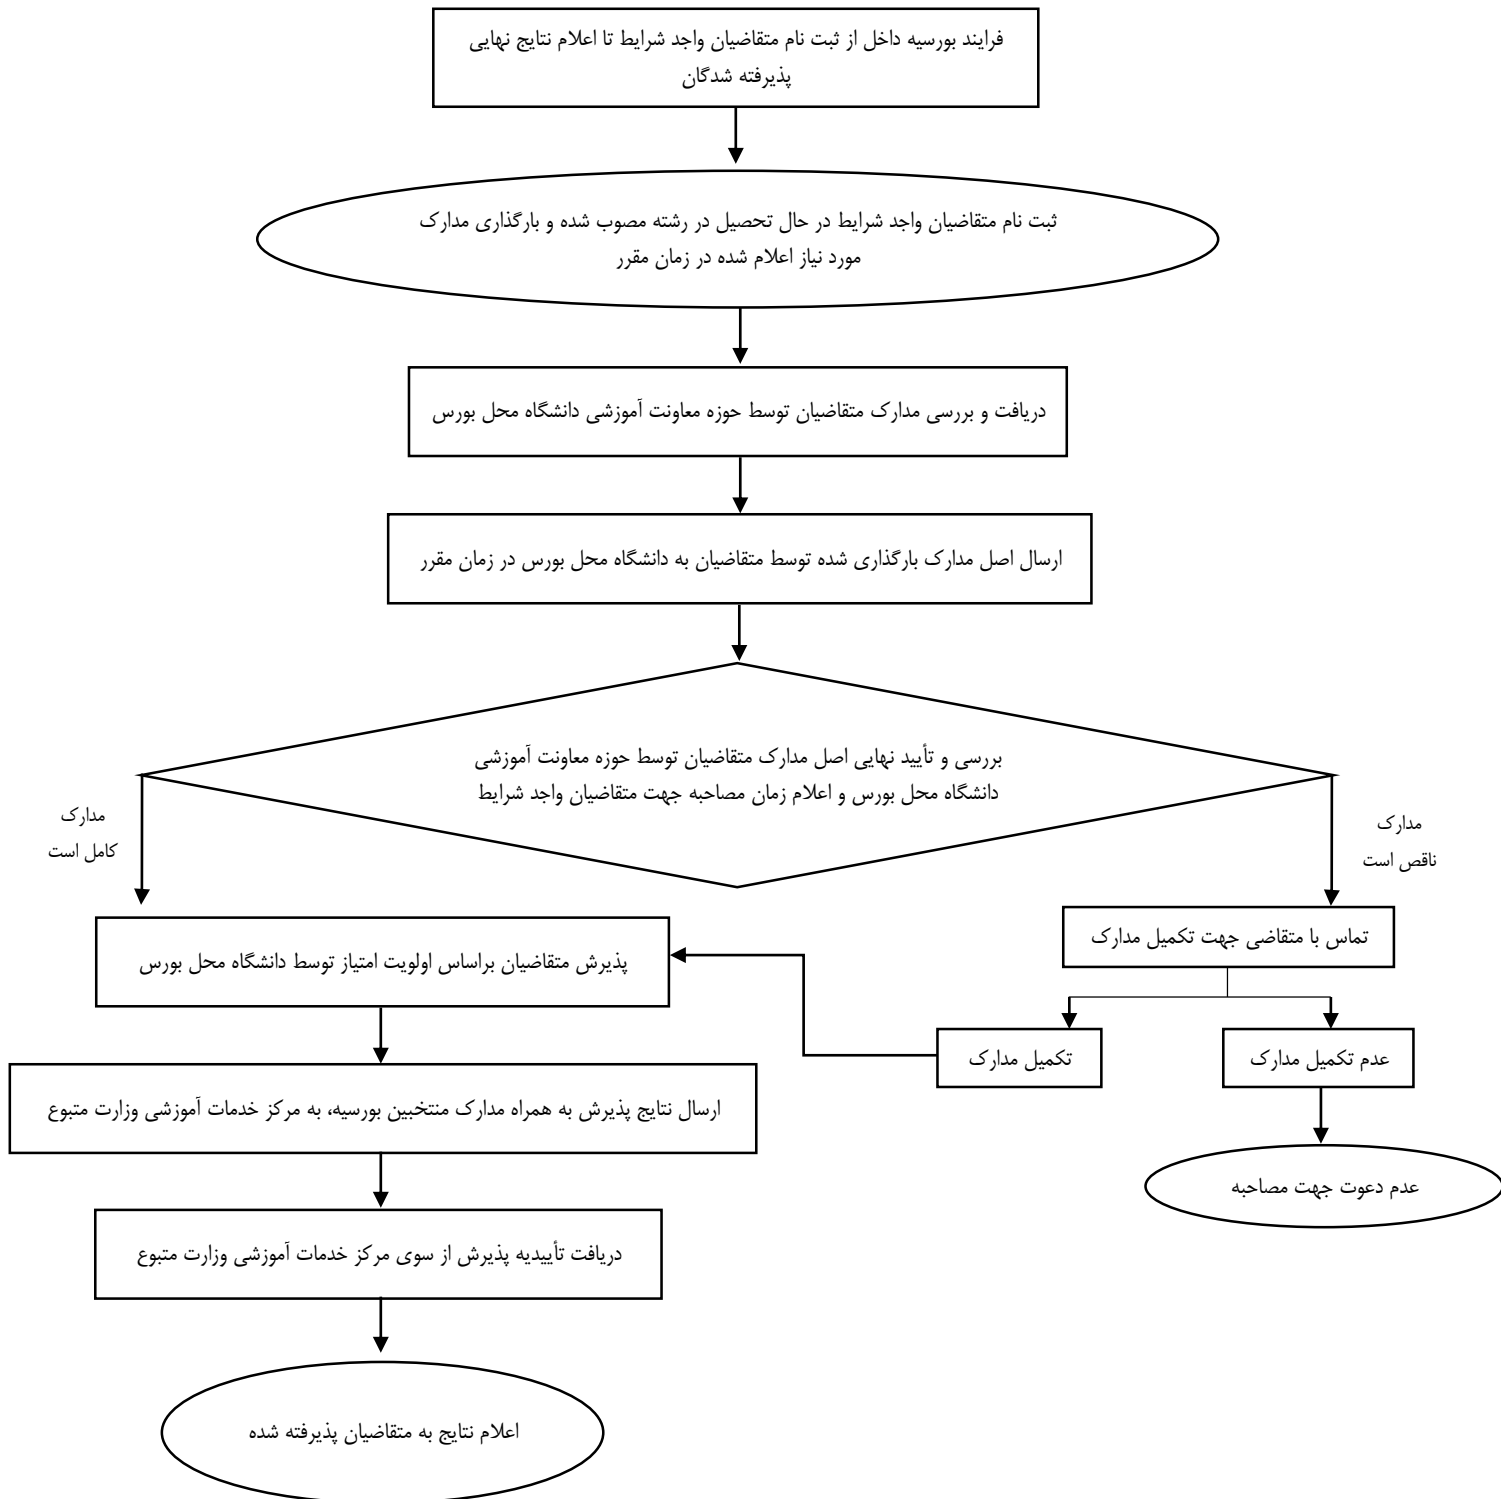 فرایند بورسیه داخل از ثبت نام متقاضیان واجد شرایط تا اعلام نتایج نهایی
پذیرفته شدگان
ثبت نام متقاضیان واجد شرایط در حال تحصیل در رشته مصوب شده و بارگذاری مدارک
مورد نیاز اعلام شده در زمان مقرر
دریافت و بررسی مدارک متقاضیان توسط حوزه معاونت آموزشی دانشگاه محل بورس
ارسال اصل مدارک بارگذاری شده توسط متقاضیان به دانشگاه محل بورس در زمان مقرر
بررسی و تأیید نهایی اصل مدارک متقاضیان توسط حوزه معاونت آموزشی
دانشگاه محل بورس و اعلام زمان مصاحبه جهت متقاضیان واجد شرایط
مدارک
ناقص است
مدارک
کامل است
تماس با متقاضی جهت تکمیل مدارک
عدم تکمیل مدارک
تکمیل مدارک
عدم دعوت جهت مصاحبه
پذیرش متقاضیان براساس اولویت امتیاز توسط دانشگاه محل بورس
ارسال نتایج پذیرش به همراه مدارک منتخبین بورسیه، به مرکز خدمات آموزشی وزارت متبوع
دریافت تأییدیه پذیرش از سوی مرکز خدمات آموزشی وزارت متبوع
اعلام نتایج به متقاضیان پذیرفته شده